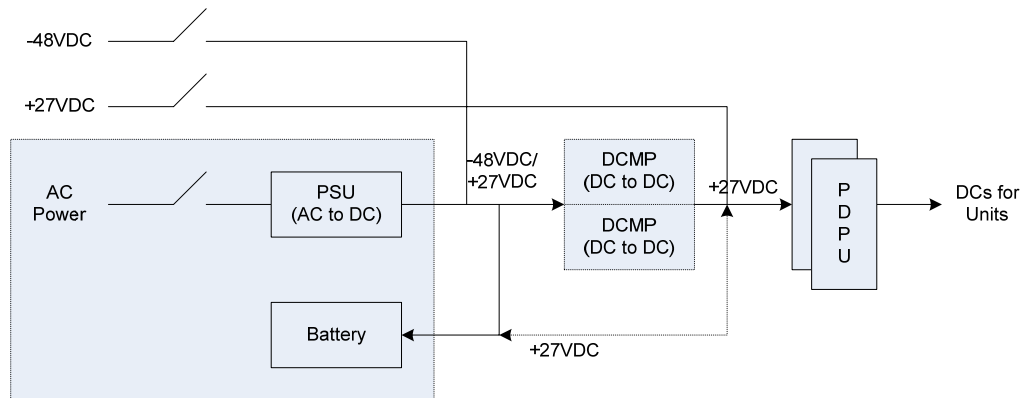 -48VDC
+27VDC
AC
Power
PSU
(AC to DC)
Battery
-48VDC/
+27VDC
DCMP
(DC to DC)
DCMP
(DC to DC)
+27VDC
+27VDC
P
D
P
U
DCs for
Units